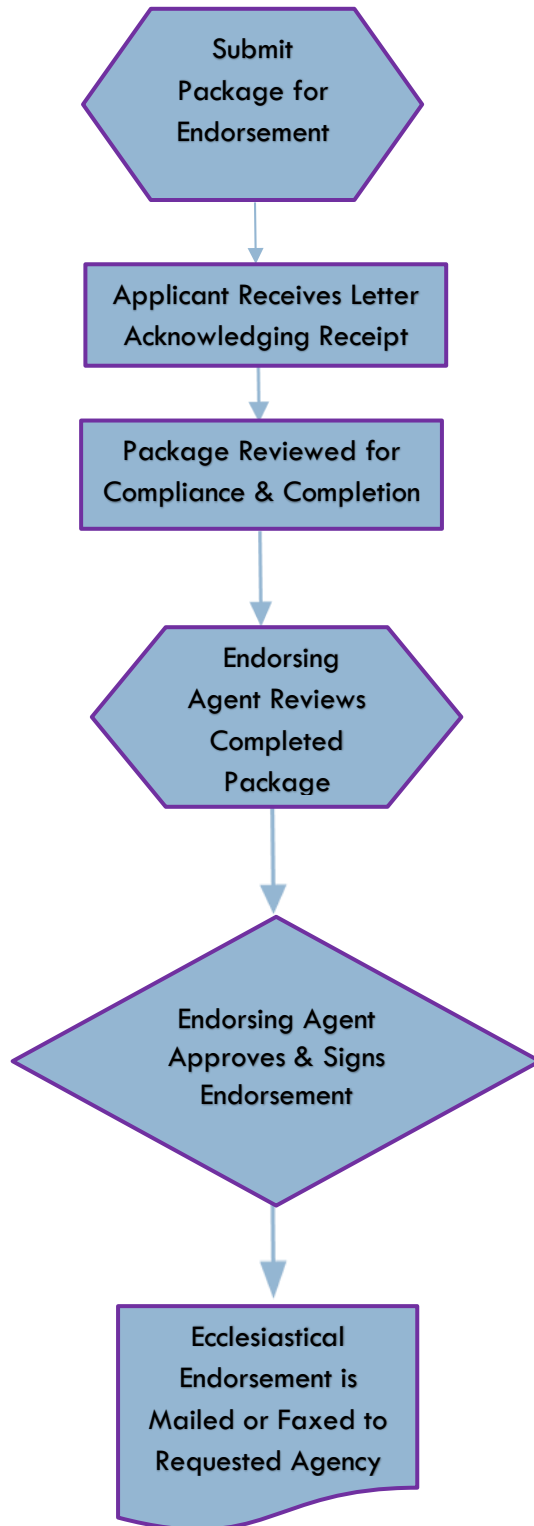 Submit
Package for
Endorsement
Applicant Receives Letter
Acknowledging Receipt
Package Reviewed for
Compliance & Completion
Endorsing
Agent Reviews
Completed
Package
Endorsing Agent
Approves & Signs
Endorsement
Ecclesiastical
Endorsement is
Mailed or Faxed to
Requested Agency